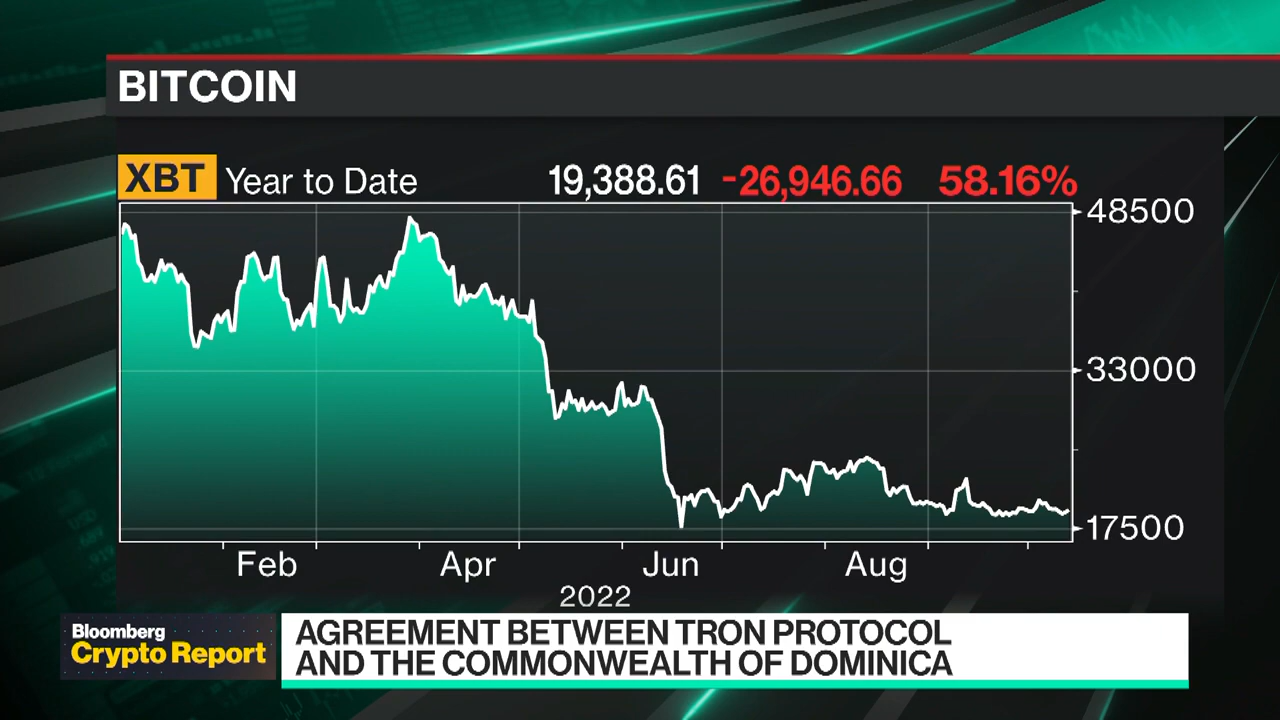 BITCOIN
XBT Year to Date 19,388.61 -26,946.66 58.16%
48500
33000
17500
Feb Apr Jun Aug
2022
Bloomberg
Crypto Report
AGREEMENT BETWEEN TRON PROTOCOL
AND THE COMMONWEALTH OF DOMINICA